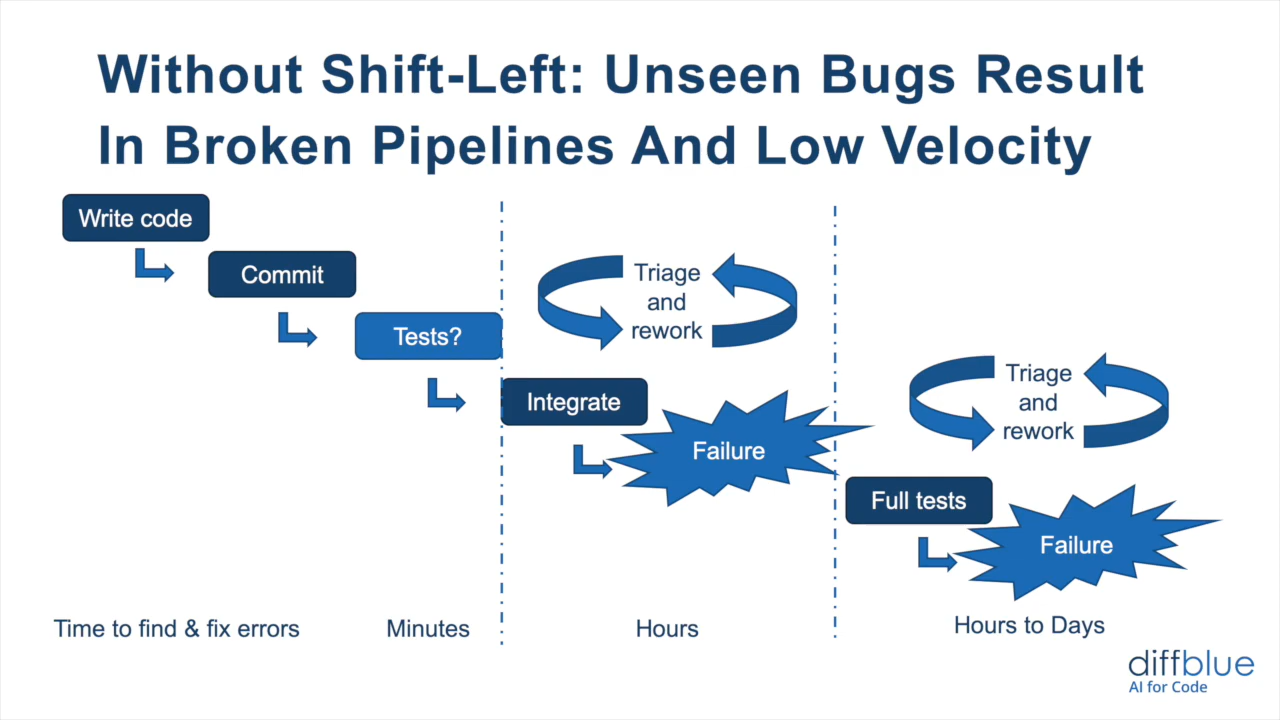 Without Shift-Left: Unseen Bugs Result
In Broken Pipelines And Low Velocity
Write code
Commit
Tests?
Integrate
Triage
and
rework
Failure
Triage
and
rework
Full tests
Failure
Time to find & fix errors
Minutes
Hours
Hours to Days
diffblue
AI for Code